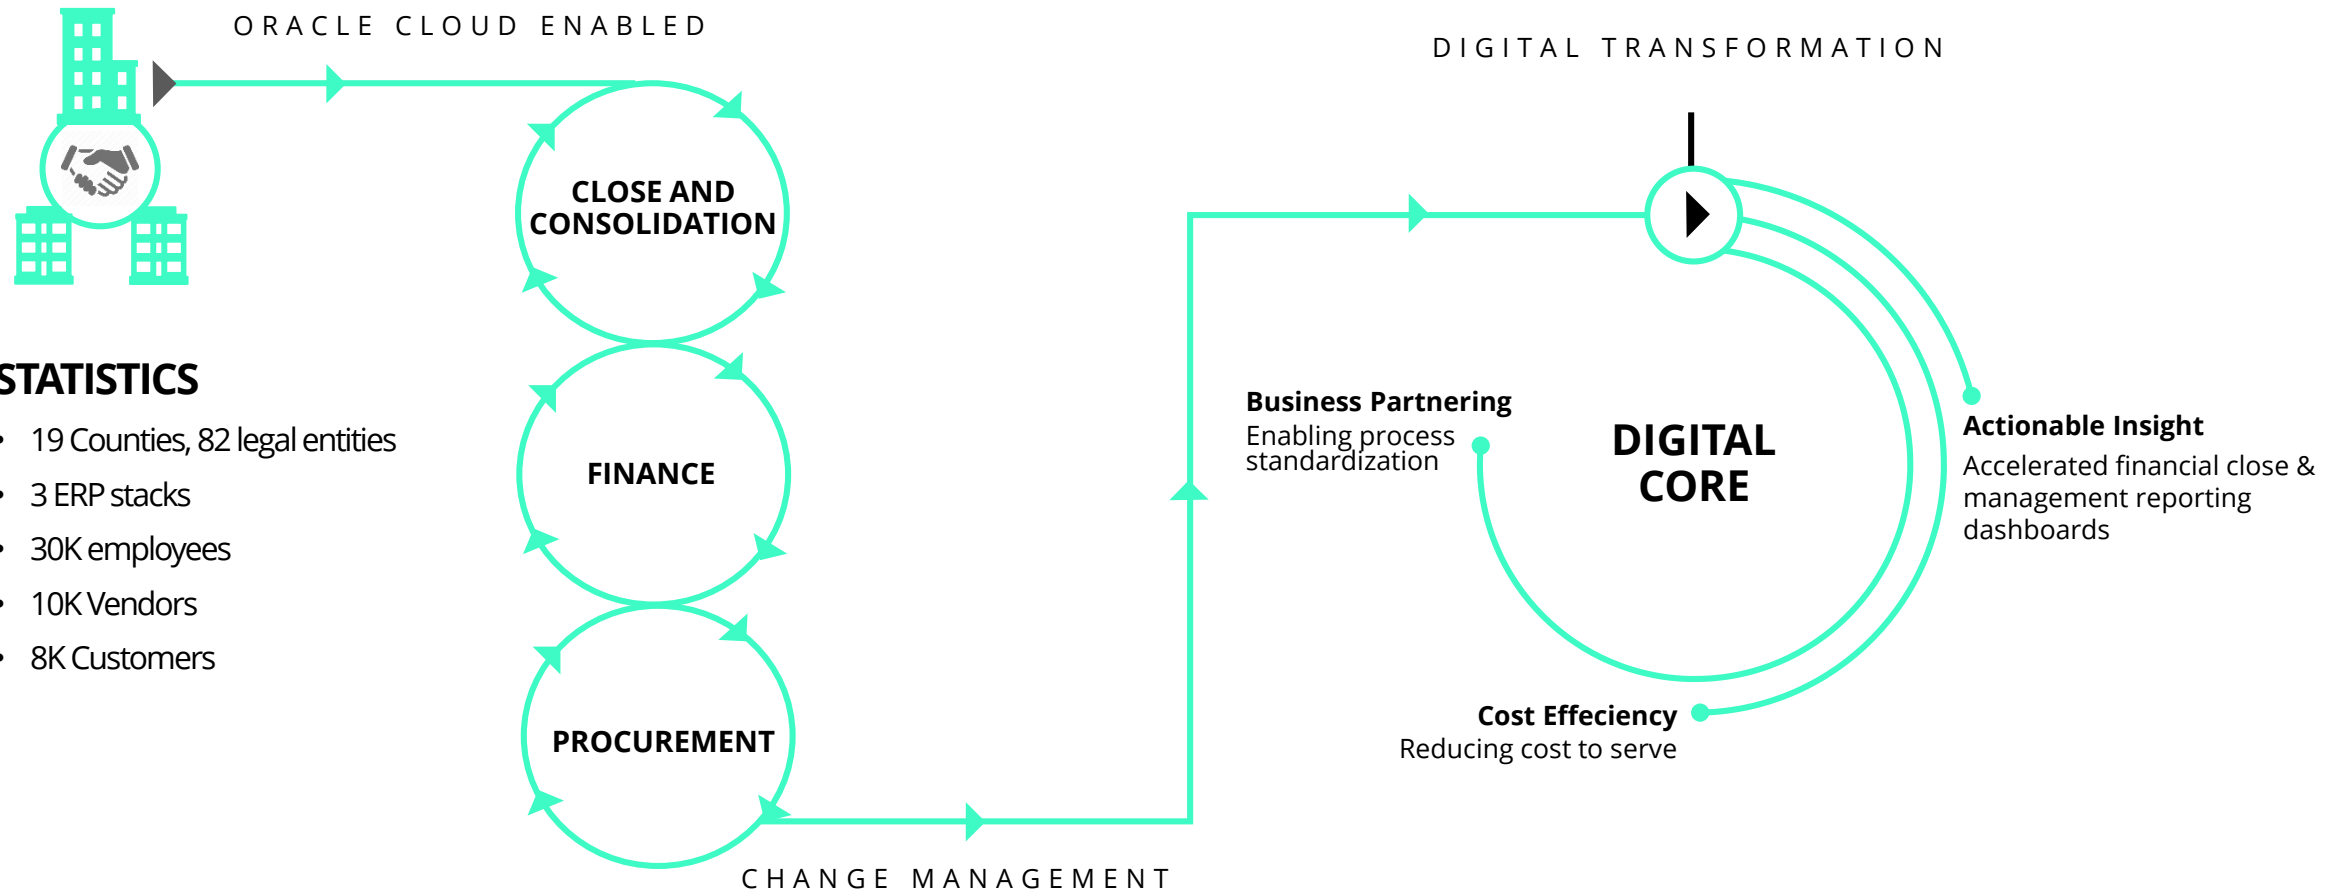 ORACLE CLOUD ENABLED
DIGITAL TRANSFORMATION
CLOSE AND
CONSOLIDATION
STATISTICS
• 19 Counties, 82 legal entities
• 3 ERP stacks
• 30K employees
• 10K Vendors
• 8K Customers
FINANCE
PROCUREMENT
CHANGE MANAGEMENT
Business Partnering
Enabling process
standardization
DIGITAL
CORE
Actionable Insight
Accelerated financial close &
management reporting
dashboards
Cost Effeciency
Reducing cost to serve